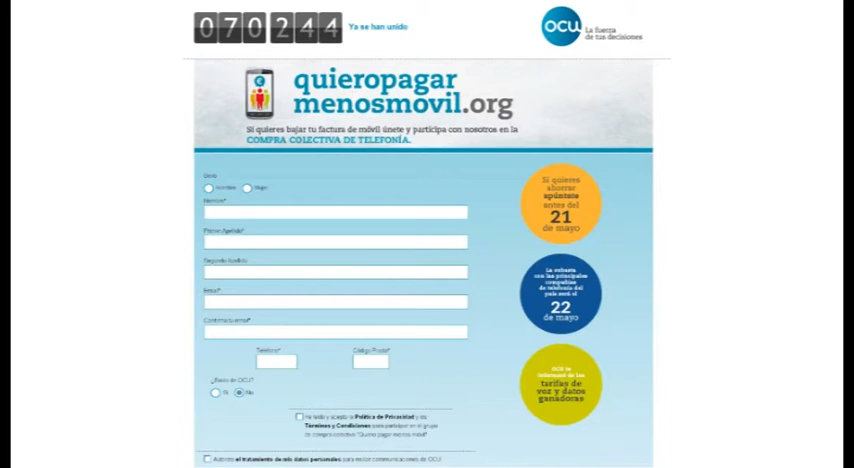 070244
Ya se han unido
OCU
La fuerza
de tus decisiones
quieropagar
menosmovil.org
Si quieres bajar tu factura de móvil únete y participa con nosotros en la
COMPRA COLECTIVA DE TELEFONÍA.
Sexo
Hombre Mujer
Nombre*
Primer Apellido*
Segundo Apellido
Email*
Confirma tu email*
Teléfono*
Código Postal*
¿Eres socio de OCU?
Sí No
He leído y acepto la Política de Privacidad y los
Términos y Condiciones para participar en el grupo
de compra colectiva "Quiero pagar menos móvil"
Autorizo el tratamiento de mis datos personales para recibir comunicaciones de OCU
Si quieres
ahorrar
apúntate
antes del
21
de mayo
La subasta
con las principales
compañías
de telefonía del
país será el
22
de mayo
OCU te
informará de las
tarifas de
voz y datos
ganadoras